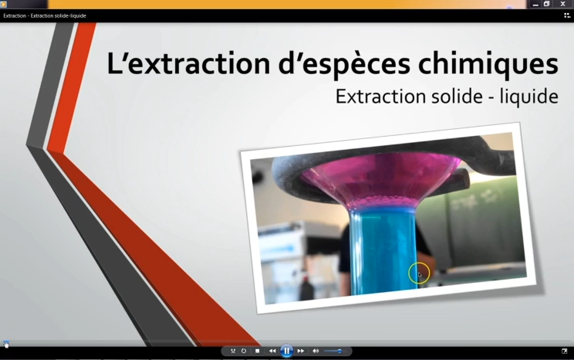 Extraction - Extraction solide-liquide
L'extraction d'espèces chimiques
Extraction solide - liquide